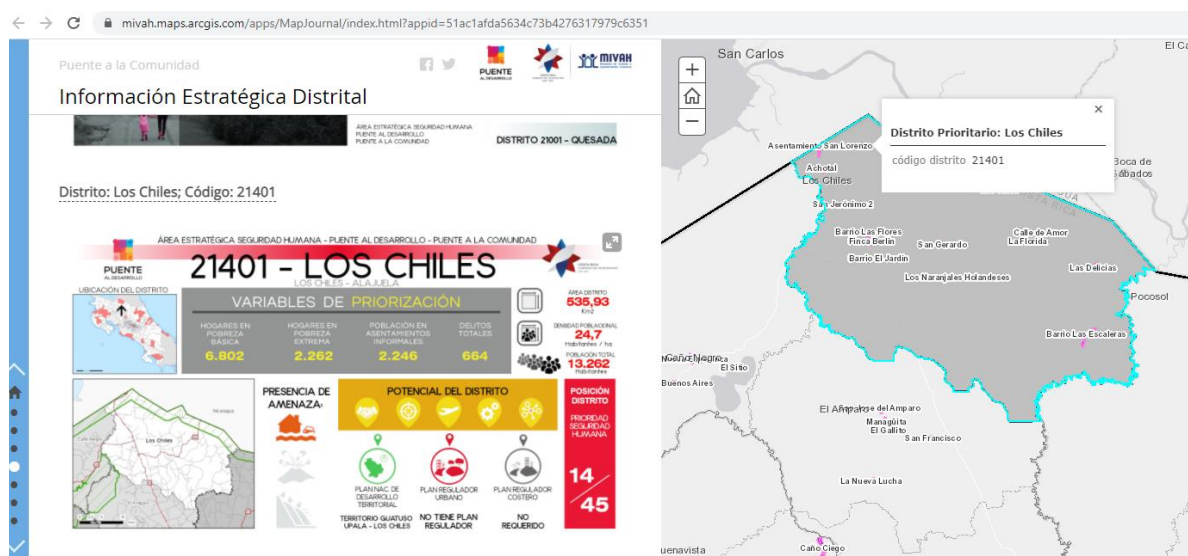 mivah.maps.arcgis.com/apps/MapJournal/index.html?appid=51ac1afda5634c73b4276317979c6351
Puente a la Comunidad
PUENTE
AL DESARROLLO
MIVAH
Información Estratégica Distrital
ÁREA ESTRATÉGICA SEGURIDAD HUMANA
PUENTE AL DESARROLLO
PUENTE A LA COMUNIDAD
DISTRITO 21001 - QUESADA
Distrito: Los Chiles; Código: 21401
ÁREA ESTRATÉGICA SEGURIDAD HUMANA - PUENTE AL DESARROLLO - PUENTE A LA COMUNIDAD
PUENTE
AL DESARROLLO
21401 - LOS CHILES
LOS CHILES - ALAJUELA
UBICACIÓN DEL DISTRITO
VARIABLES DE PRIORIZACIÓN
HOGARES EN POBREZA BÁSICA
6.802
HOGARES EN POBREZA EXTREMA
2.262
POBLACIÓN EN ASENTAMIENTOS INFORMALES
2.246
DELITOS TOTALES
664
ÁREA DISTRITO
535,93
Km2
DENSIDAD POBLACIONAL
24,7
Habitantes / ha
POBLACIÓN TOTAL
13.262
Habitantes
Nicaragua
Los Chiles
PRESENCIA DE AMENAZA:
POTENCIAL DEL DISTRITO
PLAN NAC. DE DESARROLLO TERRITORIAL
TERRITORIO GUATUSO UPALA - LOS CHILES
PLAN REGULADOR URBANO
NO TIENE PLAN REGULADOR
PLAN REGULADOR COSTERO
NO REQUERIDO
POSICIÓN DISTRITO
PRIORIDAD SEGURIDAD HUMANA
14
45
San Carlos
El Ca
Distrito Prioritario: Los Chiles
código distrito 21401
Asentamiento San Lorenzo
Achotal
Los Chiles
Boca de
Sábados
San Jerónimo 2
COSTA RICA
Barrio Las Flores
Finca Berlin
Calle de Amor
La Florida
San Gerardo
Barrio El Jardin
Los Naranjales Holandeses
Las Delicias
Pocosol
Barrio Las Escaleras
Caño Negro
El Sitio
Buenos Aires
El Amparo
del Amparo
Managüita
El Gallito
San Francisco
La Nueva Lucha
uenavista
Caño Ciego